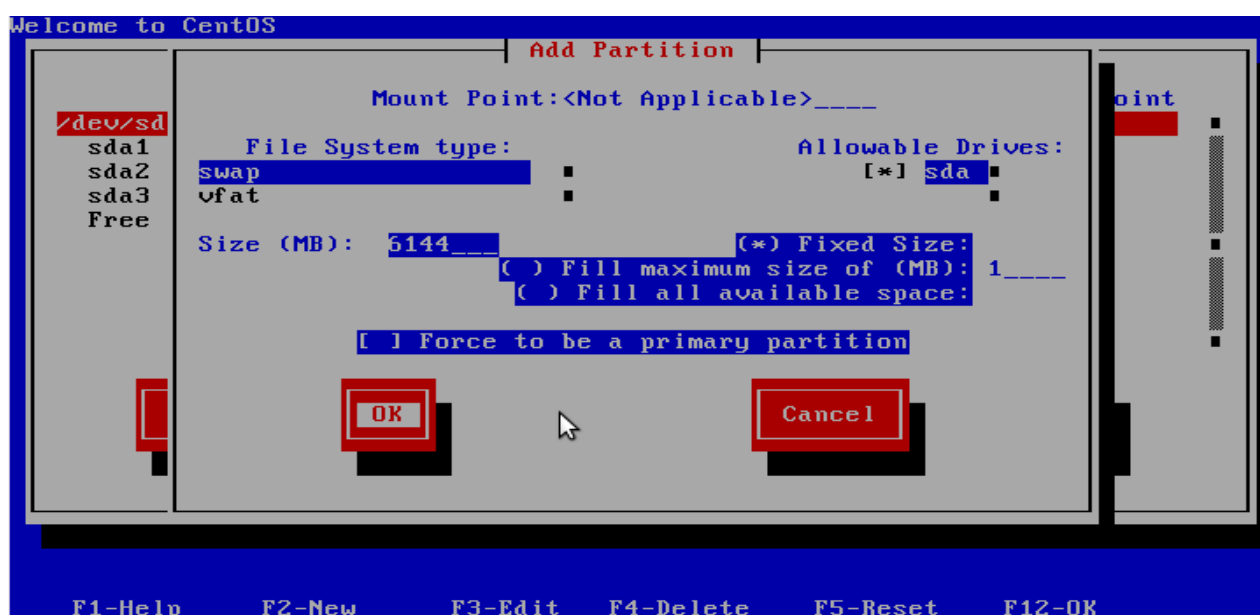 Welcome to CentOS
Add Partition
Mount Point:<Not Applicable>____
oint
/dev/sd
File System type:
Allowable Drives:
sda1
sda2
swap
[*] sda
sda3
vfat
Free
Size (MB): 6144___
(*) Fixed Size:
( ) Fill maximum size of (MB): 1____
( ) Fill all available space:
[ ] Force to be a primary partition
OK
Cancel
F1-Help F2-New F3-Edit F4-Delete F5-Reset F12-OK